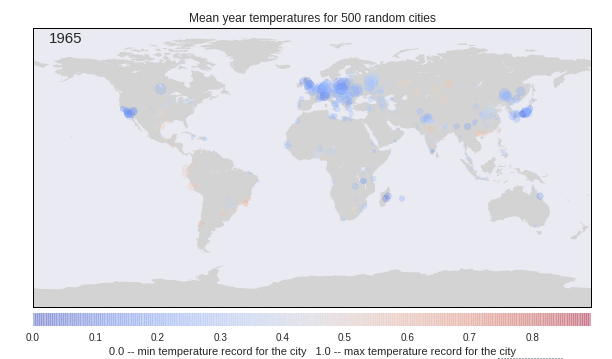 Mean year temperatures for 500 random cities
1965
0.0 0.1 0.2 0.3 0.4 0.5 0.6 0.7 0.8
0.0 -- min temperature record for the city 1.0 -- max temperature record for the city